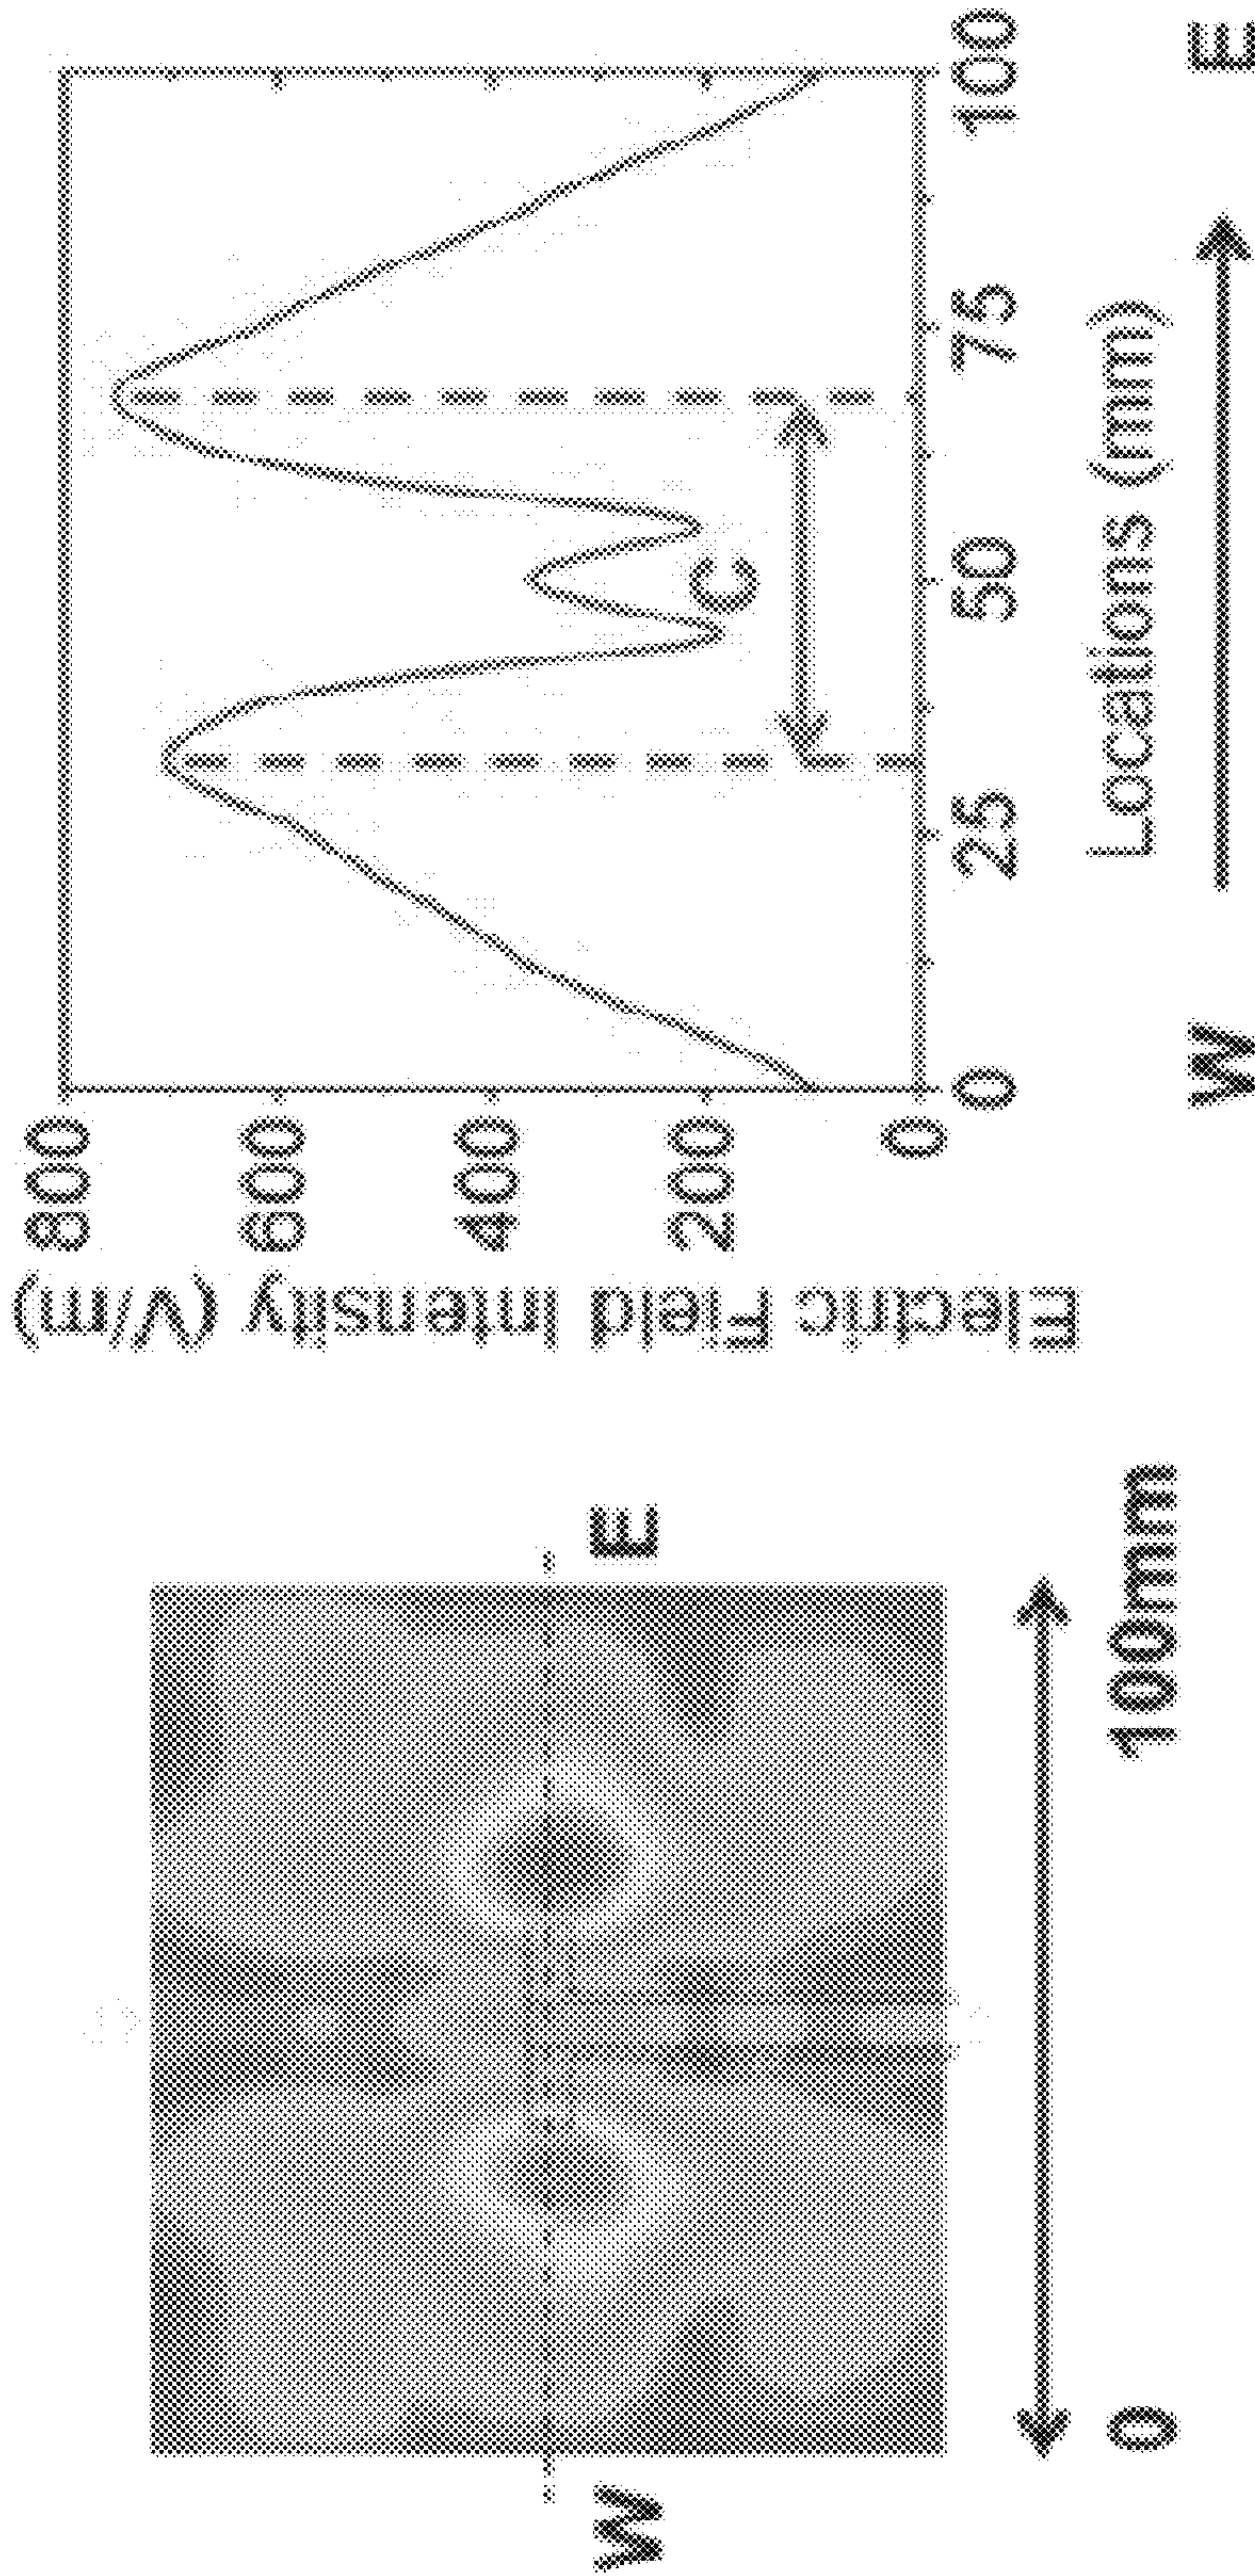 W
E
0
100mm
Electric Field Intensity (V/m)
800
600
400
200
0
C
0
25
50
75
100
Locations (mm)
W
E